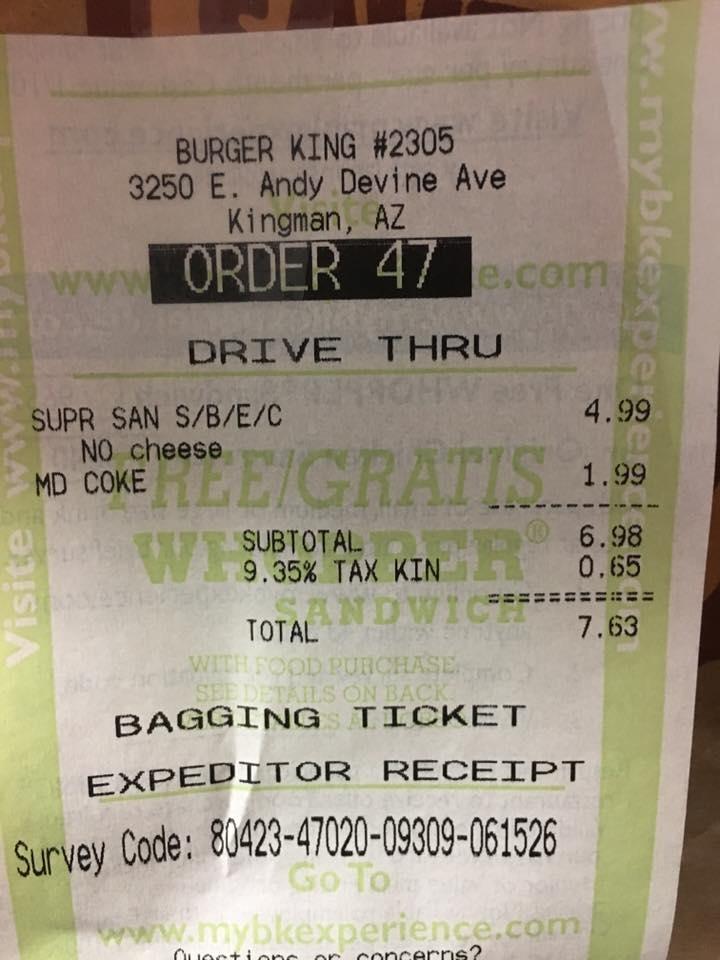 BURGER KING #2305
3250 E. Andy Devine Ave
Kingman, AZ
ORDER 47
www. e.com
DRIVE THRU
SUPR SAN S/B/E/C 4.99
NO cheese
MD COKE 1.99
FREE/GRATIS
SUBTOTAL 6.98
WHOPPER®
9.35% TAX KIN 0.65
SANDWICH
TOTAL 7.63
WITH FOOD PURCHASE.
SEE DETAILS ON BACK.
BAGGING TICKET
EXPEDITOR RECEIPT
Survey Code: 80423-47020-09309-061526
Go To
www.mybkexperience.com
Questions or concerns?
Visite www.my
w.mybkexperie